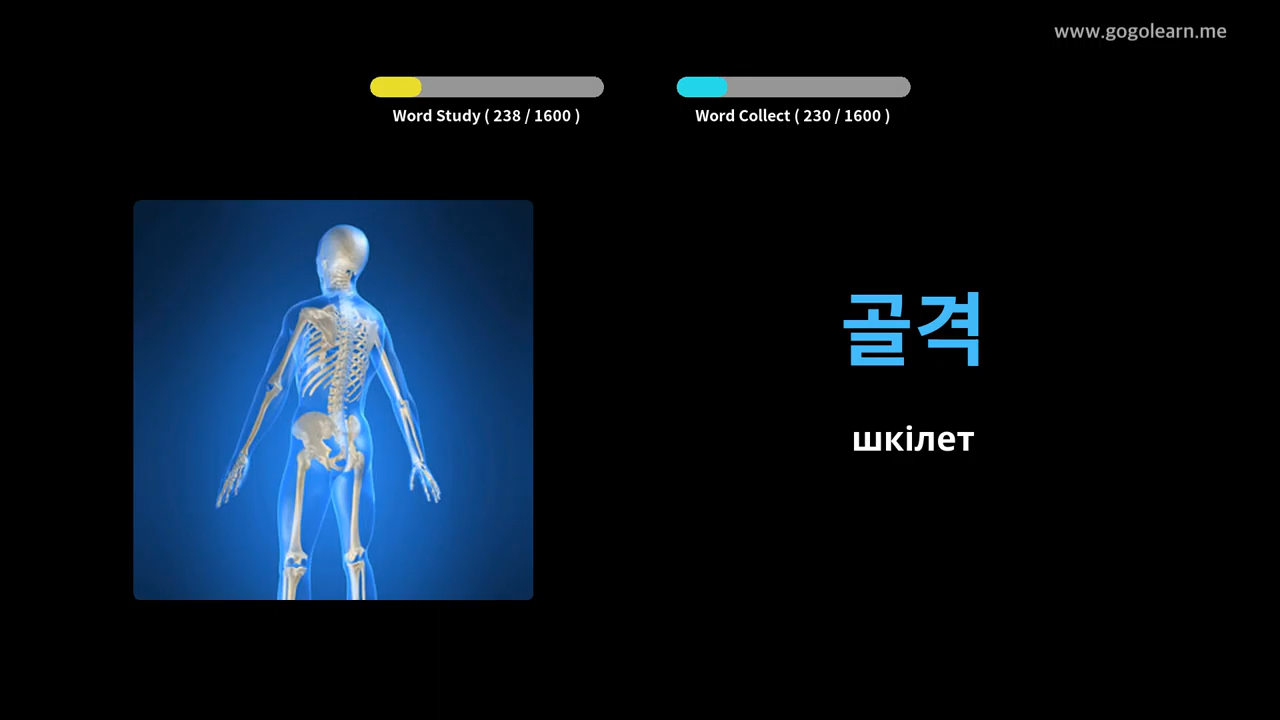 www.gogolearn.me
Word Study ( 238 / 1600 )
Word Collect ( 230 / 1600 )
골격
шкілет